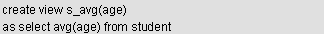 create view s_avg(age)
as select avg(age) from student